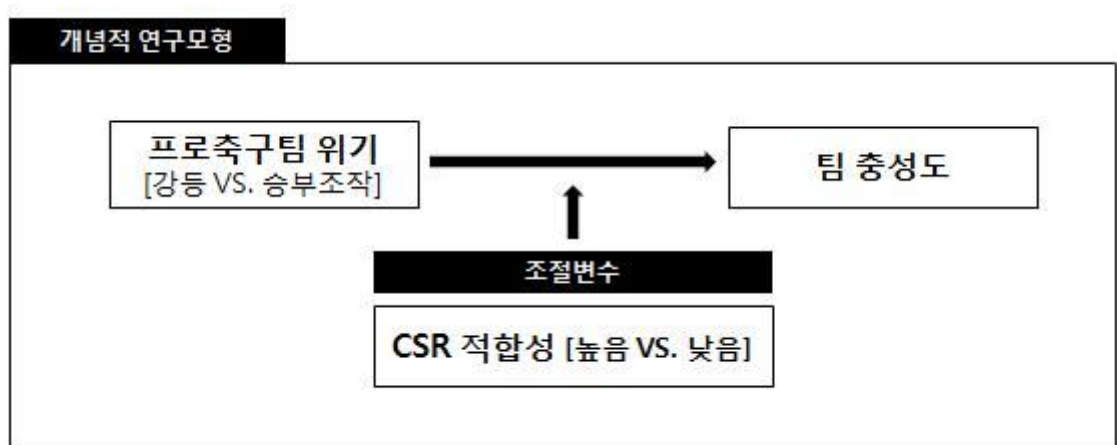 개념적 연구모형
프로축구팀 위기
[강등 VS. 승부조작]
팀 충성도
조절변수
CSR 적합성 [높음 VS. 낮음]